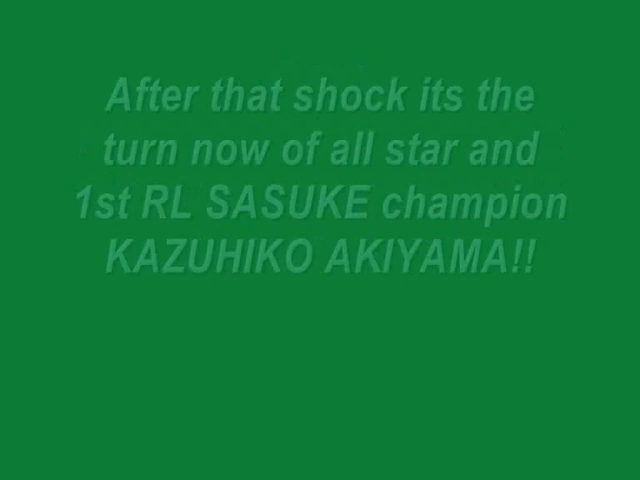 After that shock its the
turn now of all star and
1st RL SASUKE champion
KAZUHIKO AKIYAMA!!